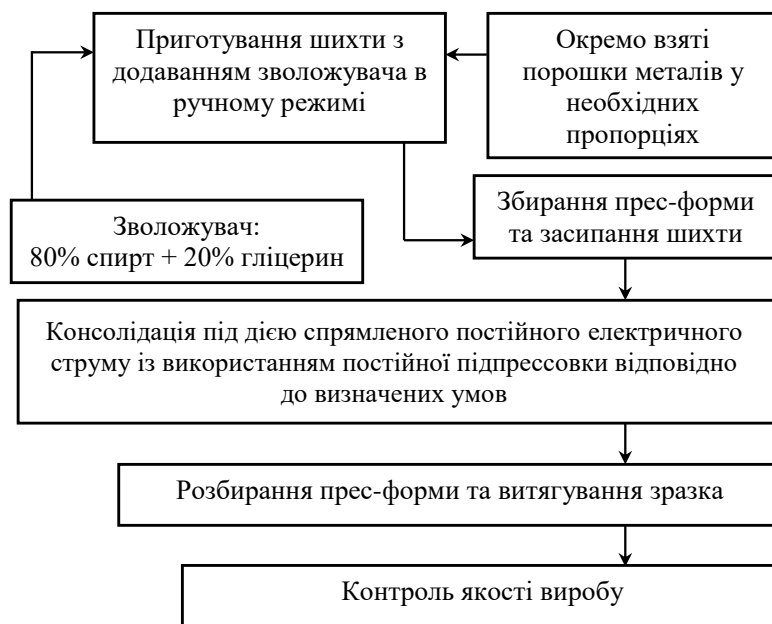 Приготування шихти з
додаванням зволожувача в
ручному режимі
Окремо взяті
порошки металів у
необхідних
пропорціях
Зволожувач:
80% спирт + 20% гліцерин
Збирання прес-форми
та засипання шихти
Консолідація під дією спрямленого постійного електричного
струму із використанням постійної підпрессовки відповідно
до визначених умов
Розбирання прес-форми та витягування зразка
Контроль якості виробу